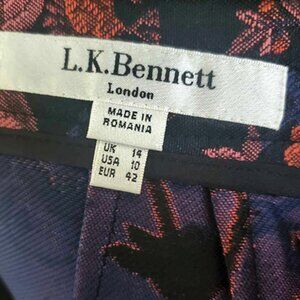 L.K.Bennett
London
MADE IN
ROMANIA
UK 14
USA 10
EUR 42